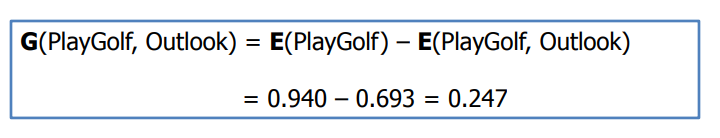 G(PlayGolf, Outlook) = E(PlayGolf) – E(PlayGolf, Outlook)
= 0.940 – 0.693 = 0.247